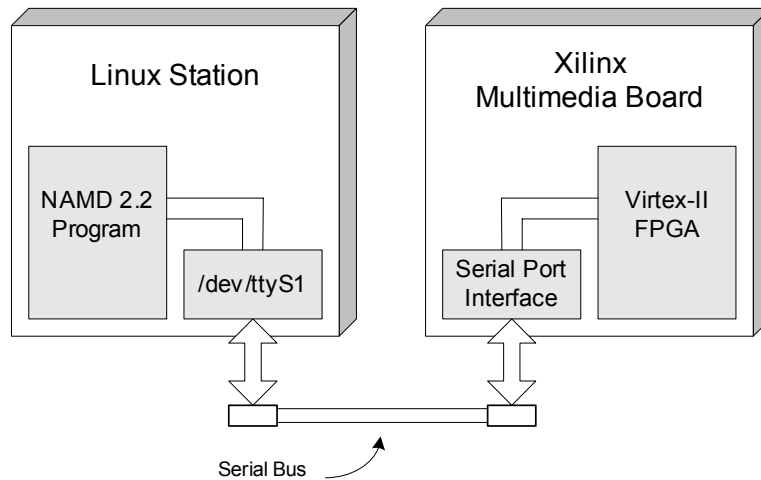 Linux Station
NAMD 2.2
Program
/dev/ttyS1
Xilinx
Multimedia Board
Virtex-II
FPGA
Serial Port
Interface
Serial Bus